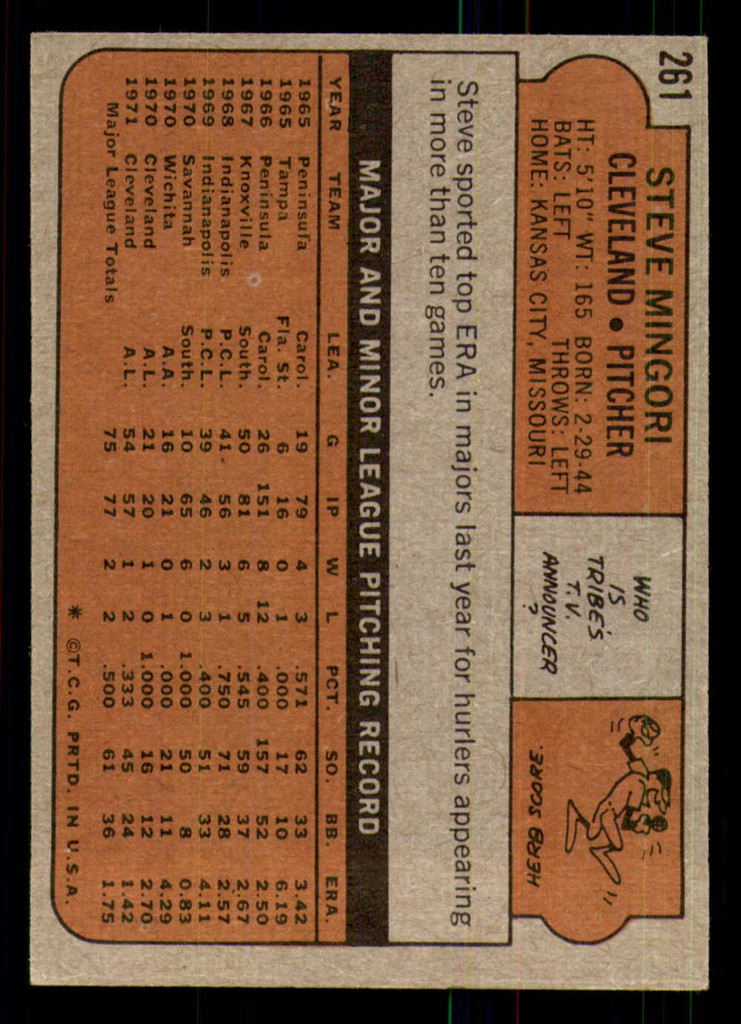 261
STEVE MINGORI
CLEVELAND • PITCHER
HT: 5'10" WT: 165 BORN: 2-29-44
BATS: LEFT THROWS: LEFT
HOME: KANSAS CITY, MISSOURI
WHO
IS
TRIBE'S
T.V.
ANNOUNCER
?
HERB SCORE.
Steve sported top ERA in majors last year for hurlers appearing
in more than ten games.
MAJOR AND MINOR LEAGUE PITCHING RECORD
YEAR TEAM LEA. G IP W L PCT. SO. BB. ERA.
1965 Peninsula Carol. 19 79 4 3 .571 62 33 3.42
1965 Tampa Fla. St. 6 16 0 1 .000 17 10 6.19
1966 Peninsula Carol. 26 151 8 12 .400 157 52 2.50
1967 Knoxville South. 50 81 6 5 .545 59 37 2.67
1968 Indianapolis P.C.L. 41 56 3 1 .750 71 28 2.57
1969 Indianapolis P.C.L. 39 46 2 3 .400 51 33 4.11
1970 Savannah South. 10 65 6 0 1.000 50 8 0.83
1970 Wichita A.A. 16 21 0 1 .000 21 11 4.29
1970 Cleveland A.L. 21 20 1 0 1.000 16 12 2.70
1971 Cleveland A.L. 54 57 1 2 .333 45 24 1.42
Major League Totals 75 77 2 2 .500 61 36 1.75
* ©T.C.G. PRTD. IN U.S.A.